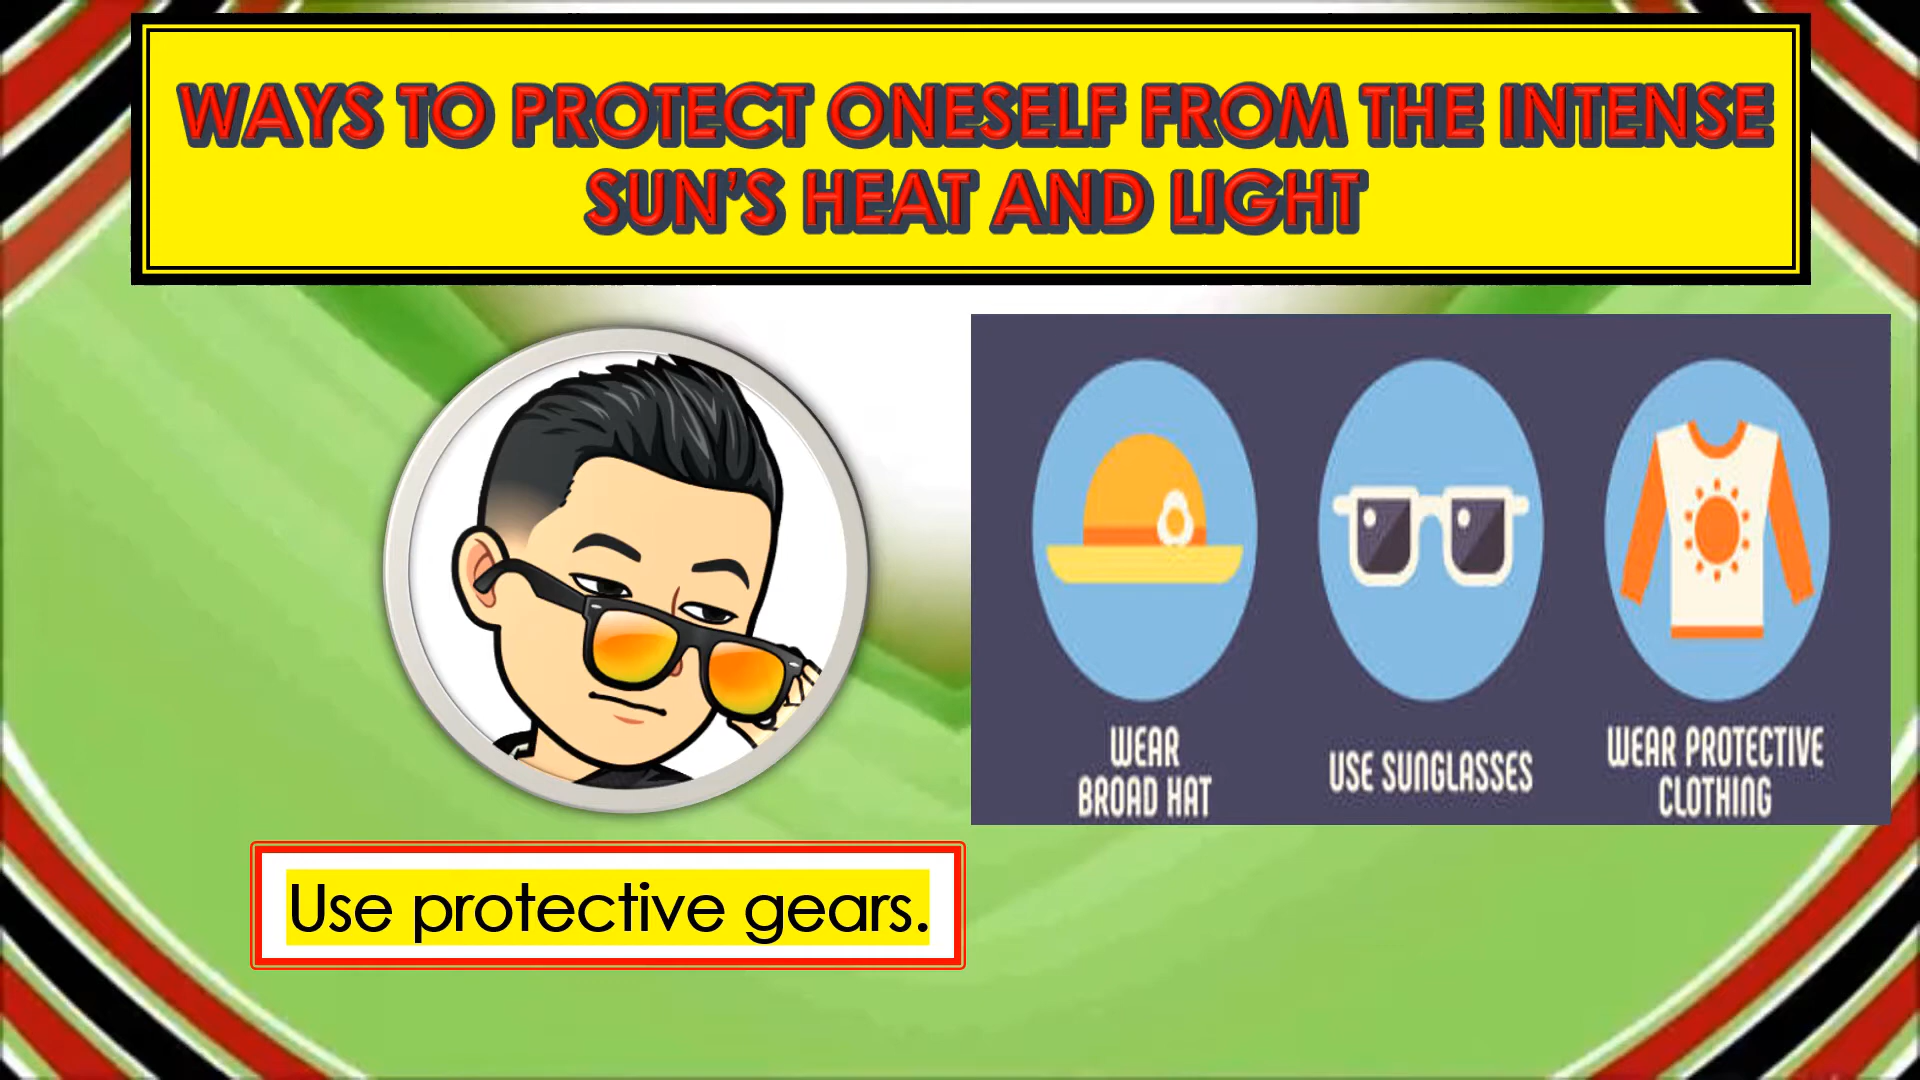 WAYS TO PROTECT ONESELF FROM THE INTENSE
SUN'S HEAT AND LIGHT
WEAR
BROAD HAT
USE SUNGLASSES
WEAR PROTECTIVE
CLOTHING
Use protective gears.